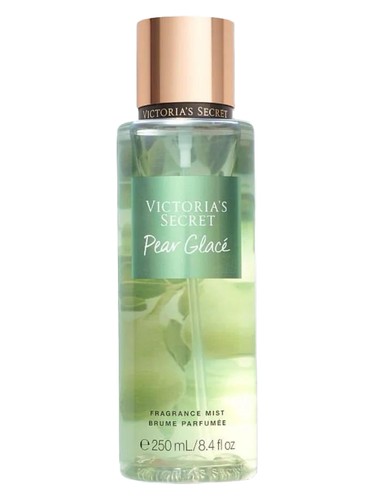 VICTORIA'S SECRET
VICTORIA'S
SECRET
Pear Glacé
FRAGRANCE MIST
BRUME PARFUMÉE
℮250 mL/8.4 fl oz